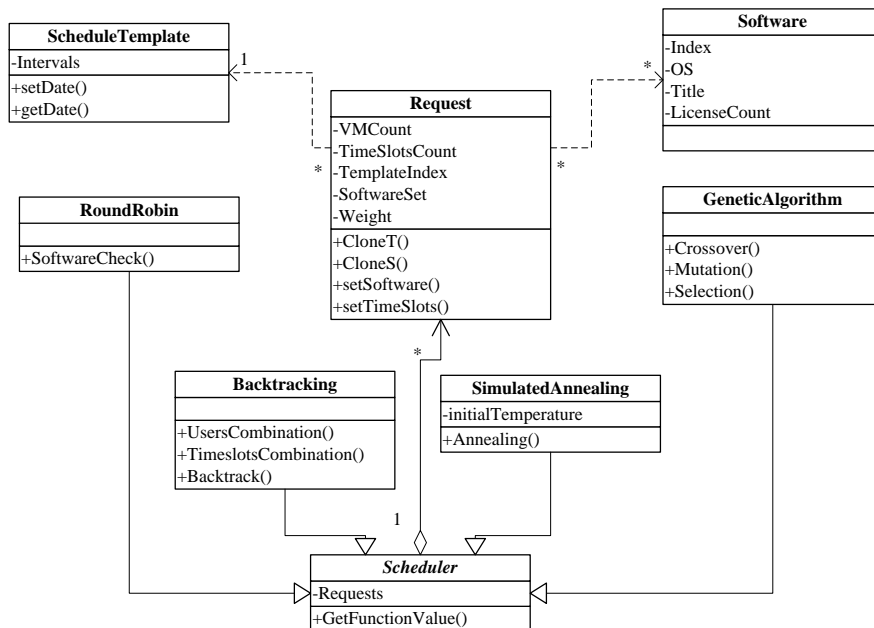 ScheduleTemplate
-Intervals
+setDate()
+getDate()
1
*
Software
-Index
-OS
-Title
-LicenseCount
*
*
Request
-VMCount
-TimeSlotsCount
-TemplateIndex
-SoftwareSet
-Weight
+CloneT()
+CloneS()
+setSoftware()
+setTimeSlots()
RoundRobin
+SoftwareCheck()
GeneticAlgorithm
+Crossover()
+Mutation()
+Selection()
*
Backtracking
+UsersCombination()
+TimeslotsCombination()
+Backtrack()
SimulatedAnnealing
-initialTemperature
+Annealing()
1
Scheduler
-Requests
+GetFunctionValue()